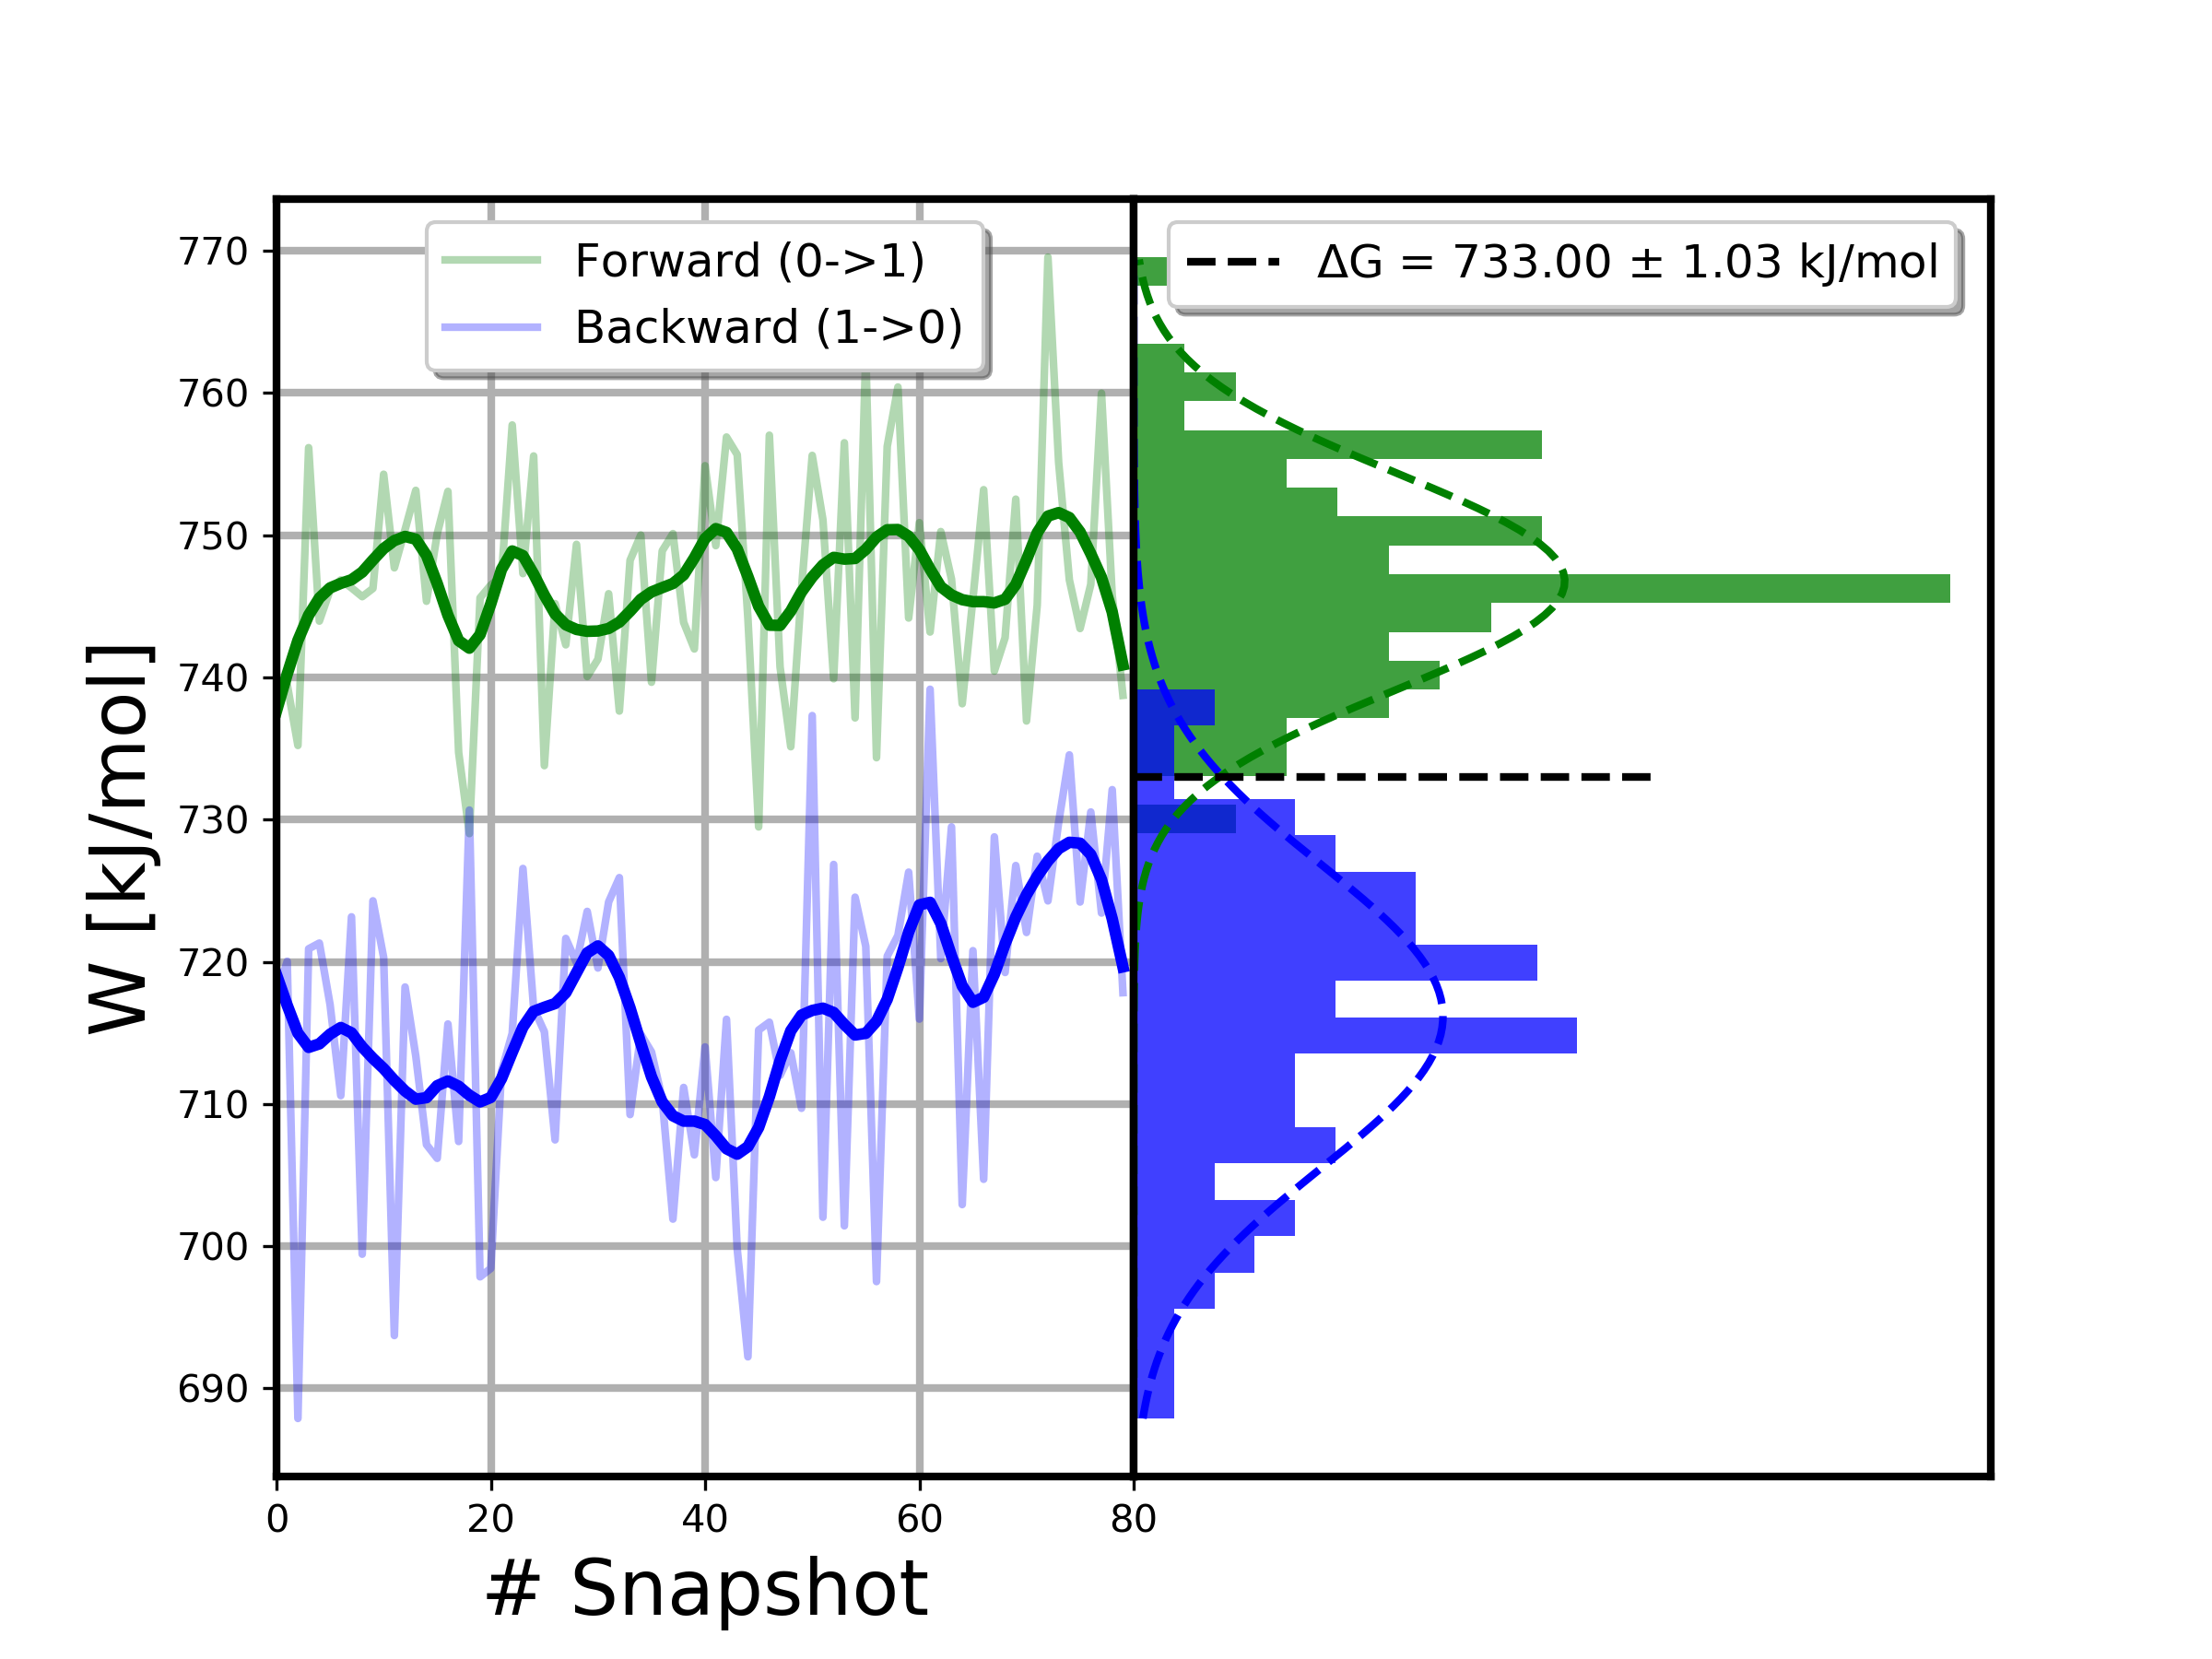 Forward (0->1)
Backward (1->0)
ΔG = 733.00 ± 1.03 kJ/mol
W [kJ/mol]
770
760
750
740
730
720
710
700
690
0 20 40 60 80
# Snapshot